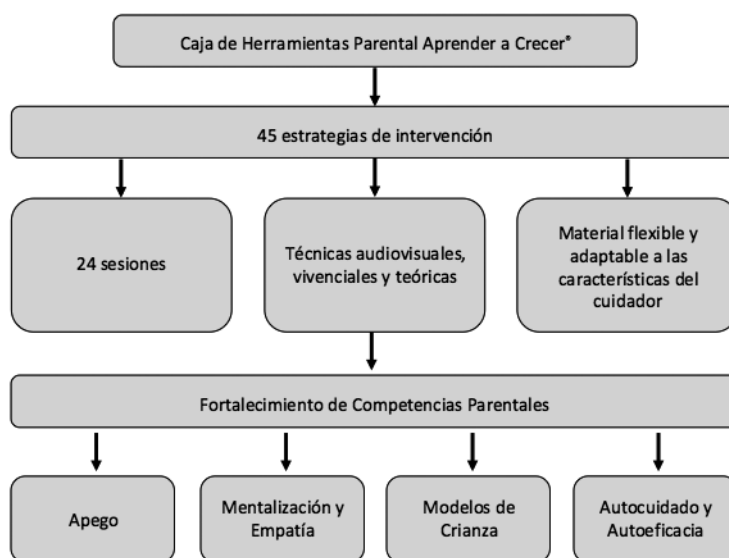 Caja de Herramientas Parental Aprender a Crecer®
45 estrategias de intervención
24 sesiones
Técnicas audiovisuales,
vivenciales y teóricas
Material flexible y
adaptable a las
características del
cuidador
Fortalecimiento de Competencias Parentales
Apego
Mentalización y
Empatía
Modelos de
Crianza
Autocuidado y
Autoeficacia